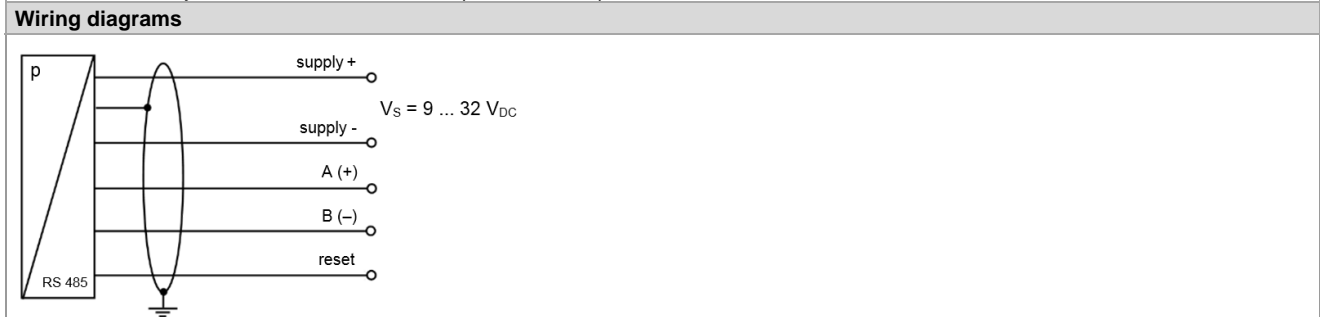 Wiring diagrams
p
supply +
V_S = 9 ... 32 V_DC
supply -
A (+)
B (–)
reset
RS 485